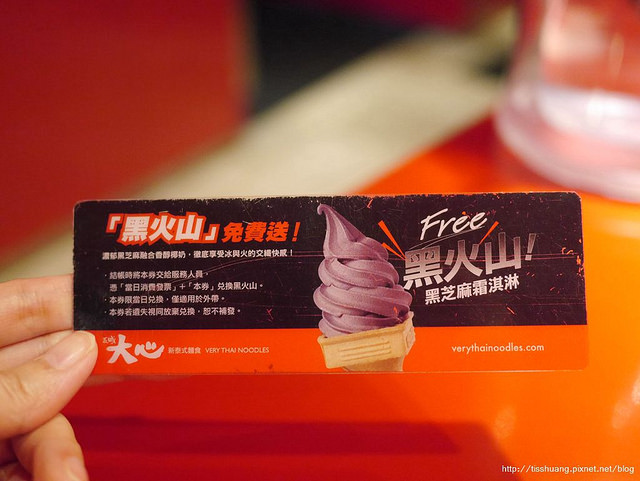 「黑火山」免費送！
濃郁黑芝麻融合香醇椰奶，徹底享受冰與火的交織快感！
· 結帳時將本券交給服務人員。
· 憑「當日消費發票」+「本券」兌換黑火山。
· 本券限當日兌換，僅適用於外帶。
· 本券若遺失視同放棄兌換，恕不補發。
Free
黑火山！
黑芝麻霜淇淋
大心
新泰式麵食 VERY THAI NOODLES
verythainoodles.com
http://tisshuang.pixnet.net/blog